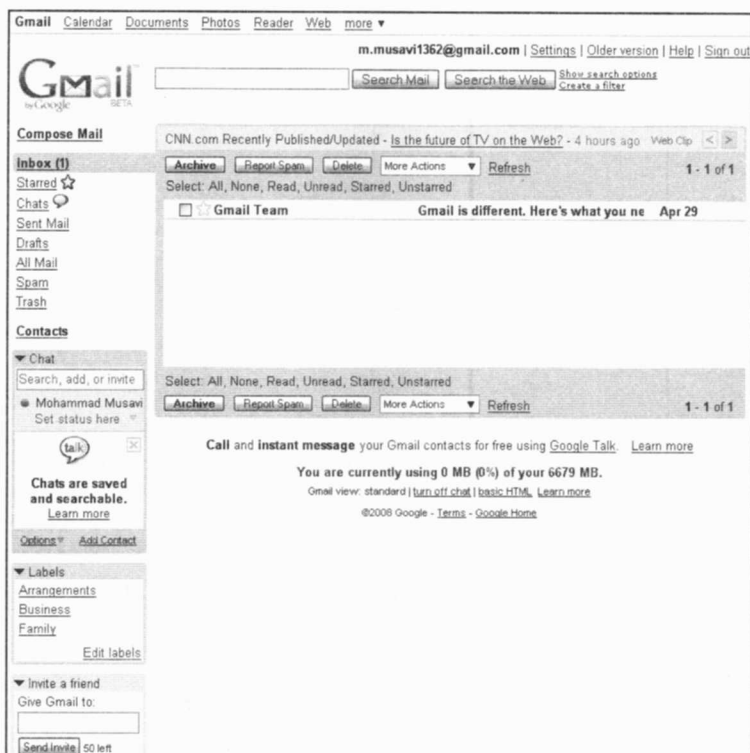 Gmail Calendar Documents Photos Reader Web more ▼
m.musavi1362@gmail.com | Settings | Older version | Help | Sign out
GMail
by Google BETA
Search Mail Search the Web Show search options
Create a filter
Compose Mail
Inbox (1)
Starred
Chats
Sent Mail
Drafts
All Mail
Spam
Trash
Contacts
▼ Chat
Search, add, or invite
Mohammad Musavi
Set status here
talk
Chats are saved
and searchable.
Learn more
Options Add Contact
▼ Labels
Arrangements
Business
Family
Edit labels
▼ Invite a friend
Give Gmail to:
Send Invite 50 left
CNN.com Recently Published/Updated - Is the future of TV on the Web? - 4 hours ago Web Clip < >
Archive Report Spam Delete More Actions ▼ Refresh 1 - 1 of 1
Select: All, None, Read, Unread, Starred, Unstarred
Gmail Team Gmail is different. Here's what you ne Apr 29
Select: All, None, Read, Unread, Starred, Unstarred
Archive Report Spam Delete More Actions ▼ Refresh 1 - 1 of 1
Call and instant message your Gmail contacts for free using Google Talk. Learn more
You are currently using 0 MB (0%) of your 6679 MB.
Gmail view: standard | turn off chat | basic HTML Learn more
©2008 Google - Terms - Google Home